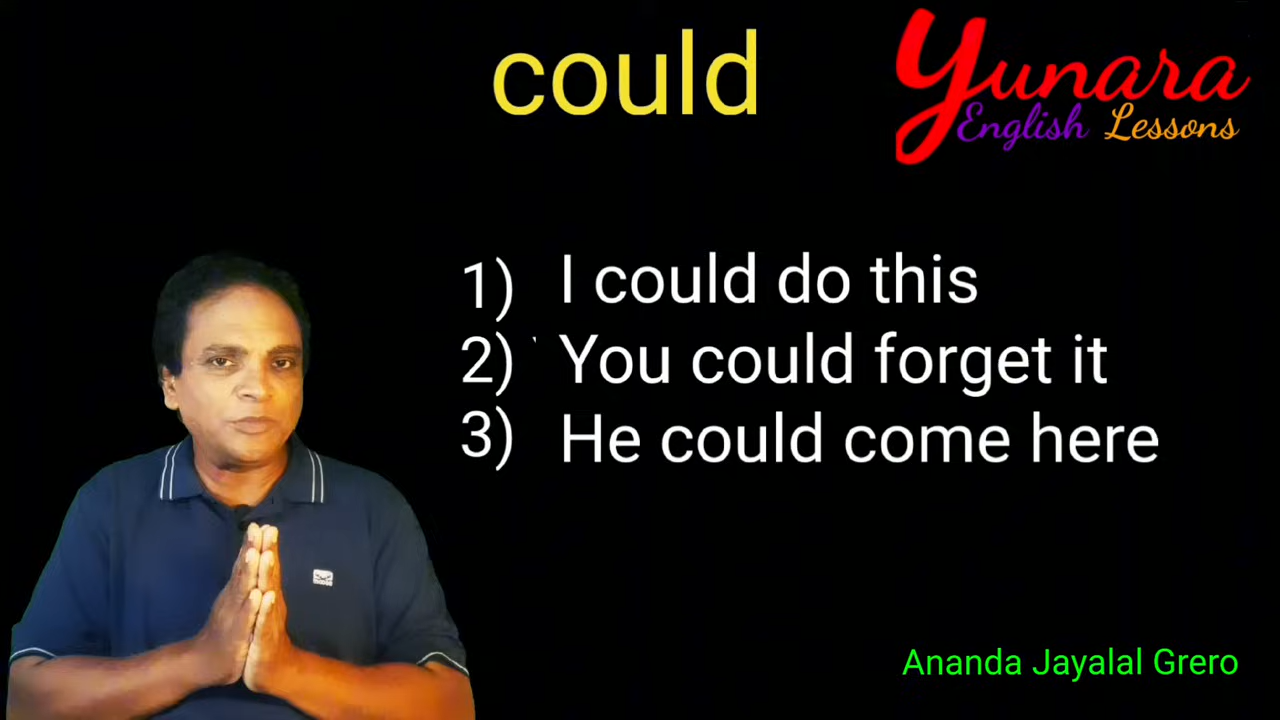 could
Yunara
English Lessons
1) I could do this
2) You could forget it
3) He could come here
Ananda Jayalal Grero